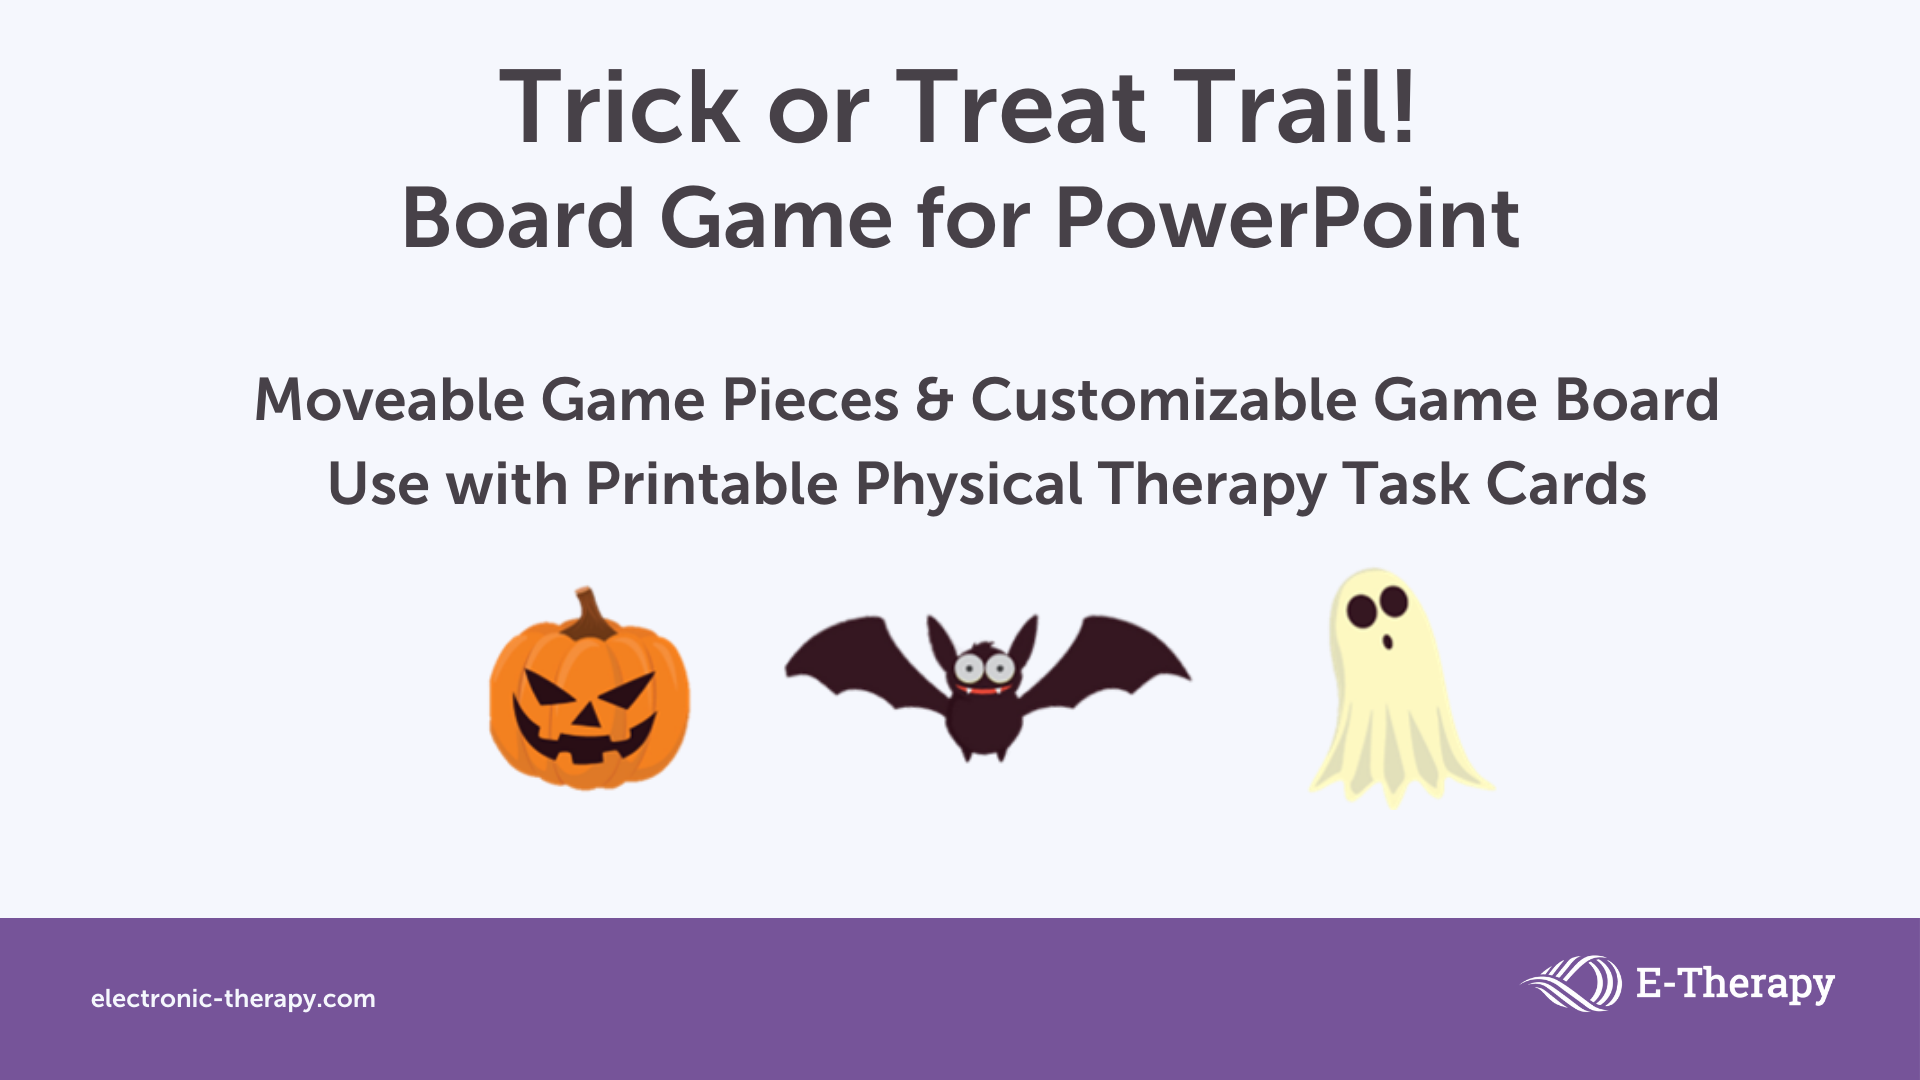 Trick or Treat Trail!
Board Game for PowerPoint
Moveable Game Pieces & Customizable Game Board
Use with Printable Physical Therapy Task Cards
electronic-therapy.com
E-Therapy